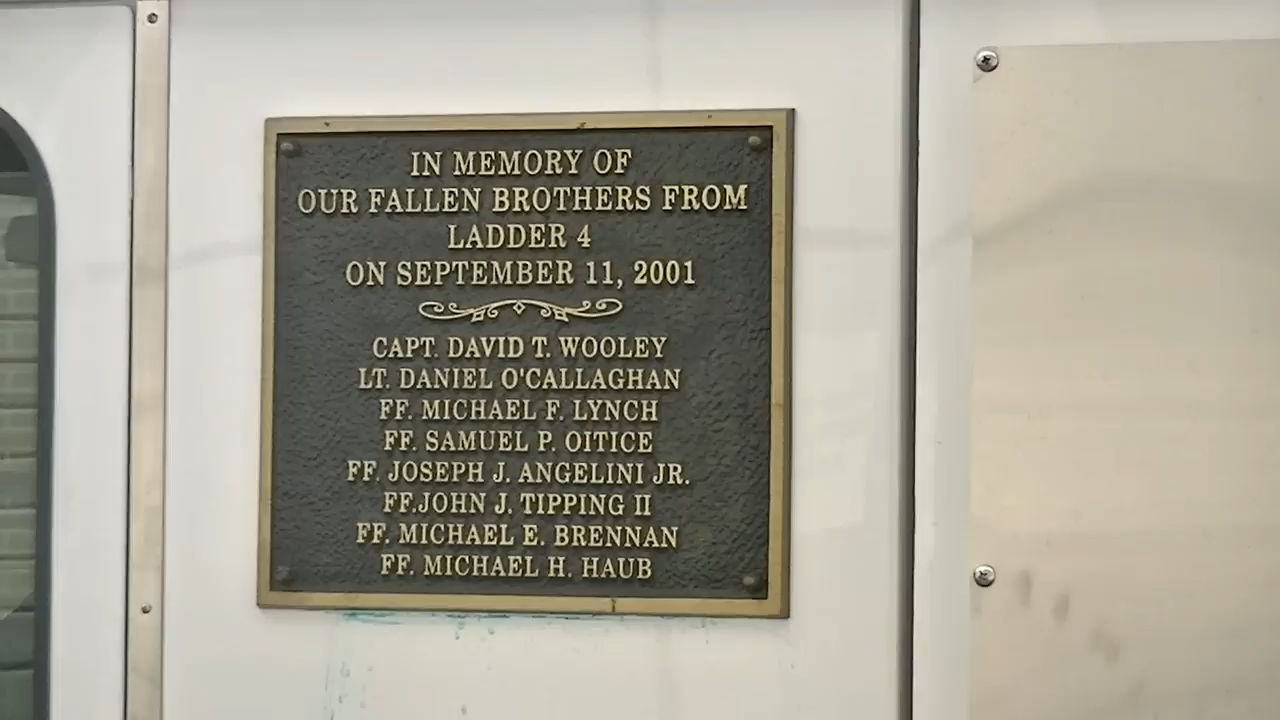 IN MEMORY OF
OUR FALLEN BROTHERS FROM
LADDER 4
ON SEPTEMBER 11, 2001
CAPT. DAVID T. WOOLEY
LT. DANIEL O'CALLAGHAN
FF. MICHAEL F. LYNCH
FF. SAMUEL P. OITICE
FF. JOSEPH J. ANGELINI JR.
FF.JOHN J. TIPPING II
FF. MICHAEL E. BRENNAN
FF. MICHAEL H. HAUB